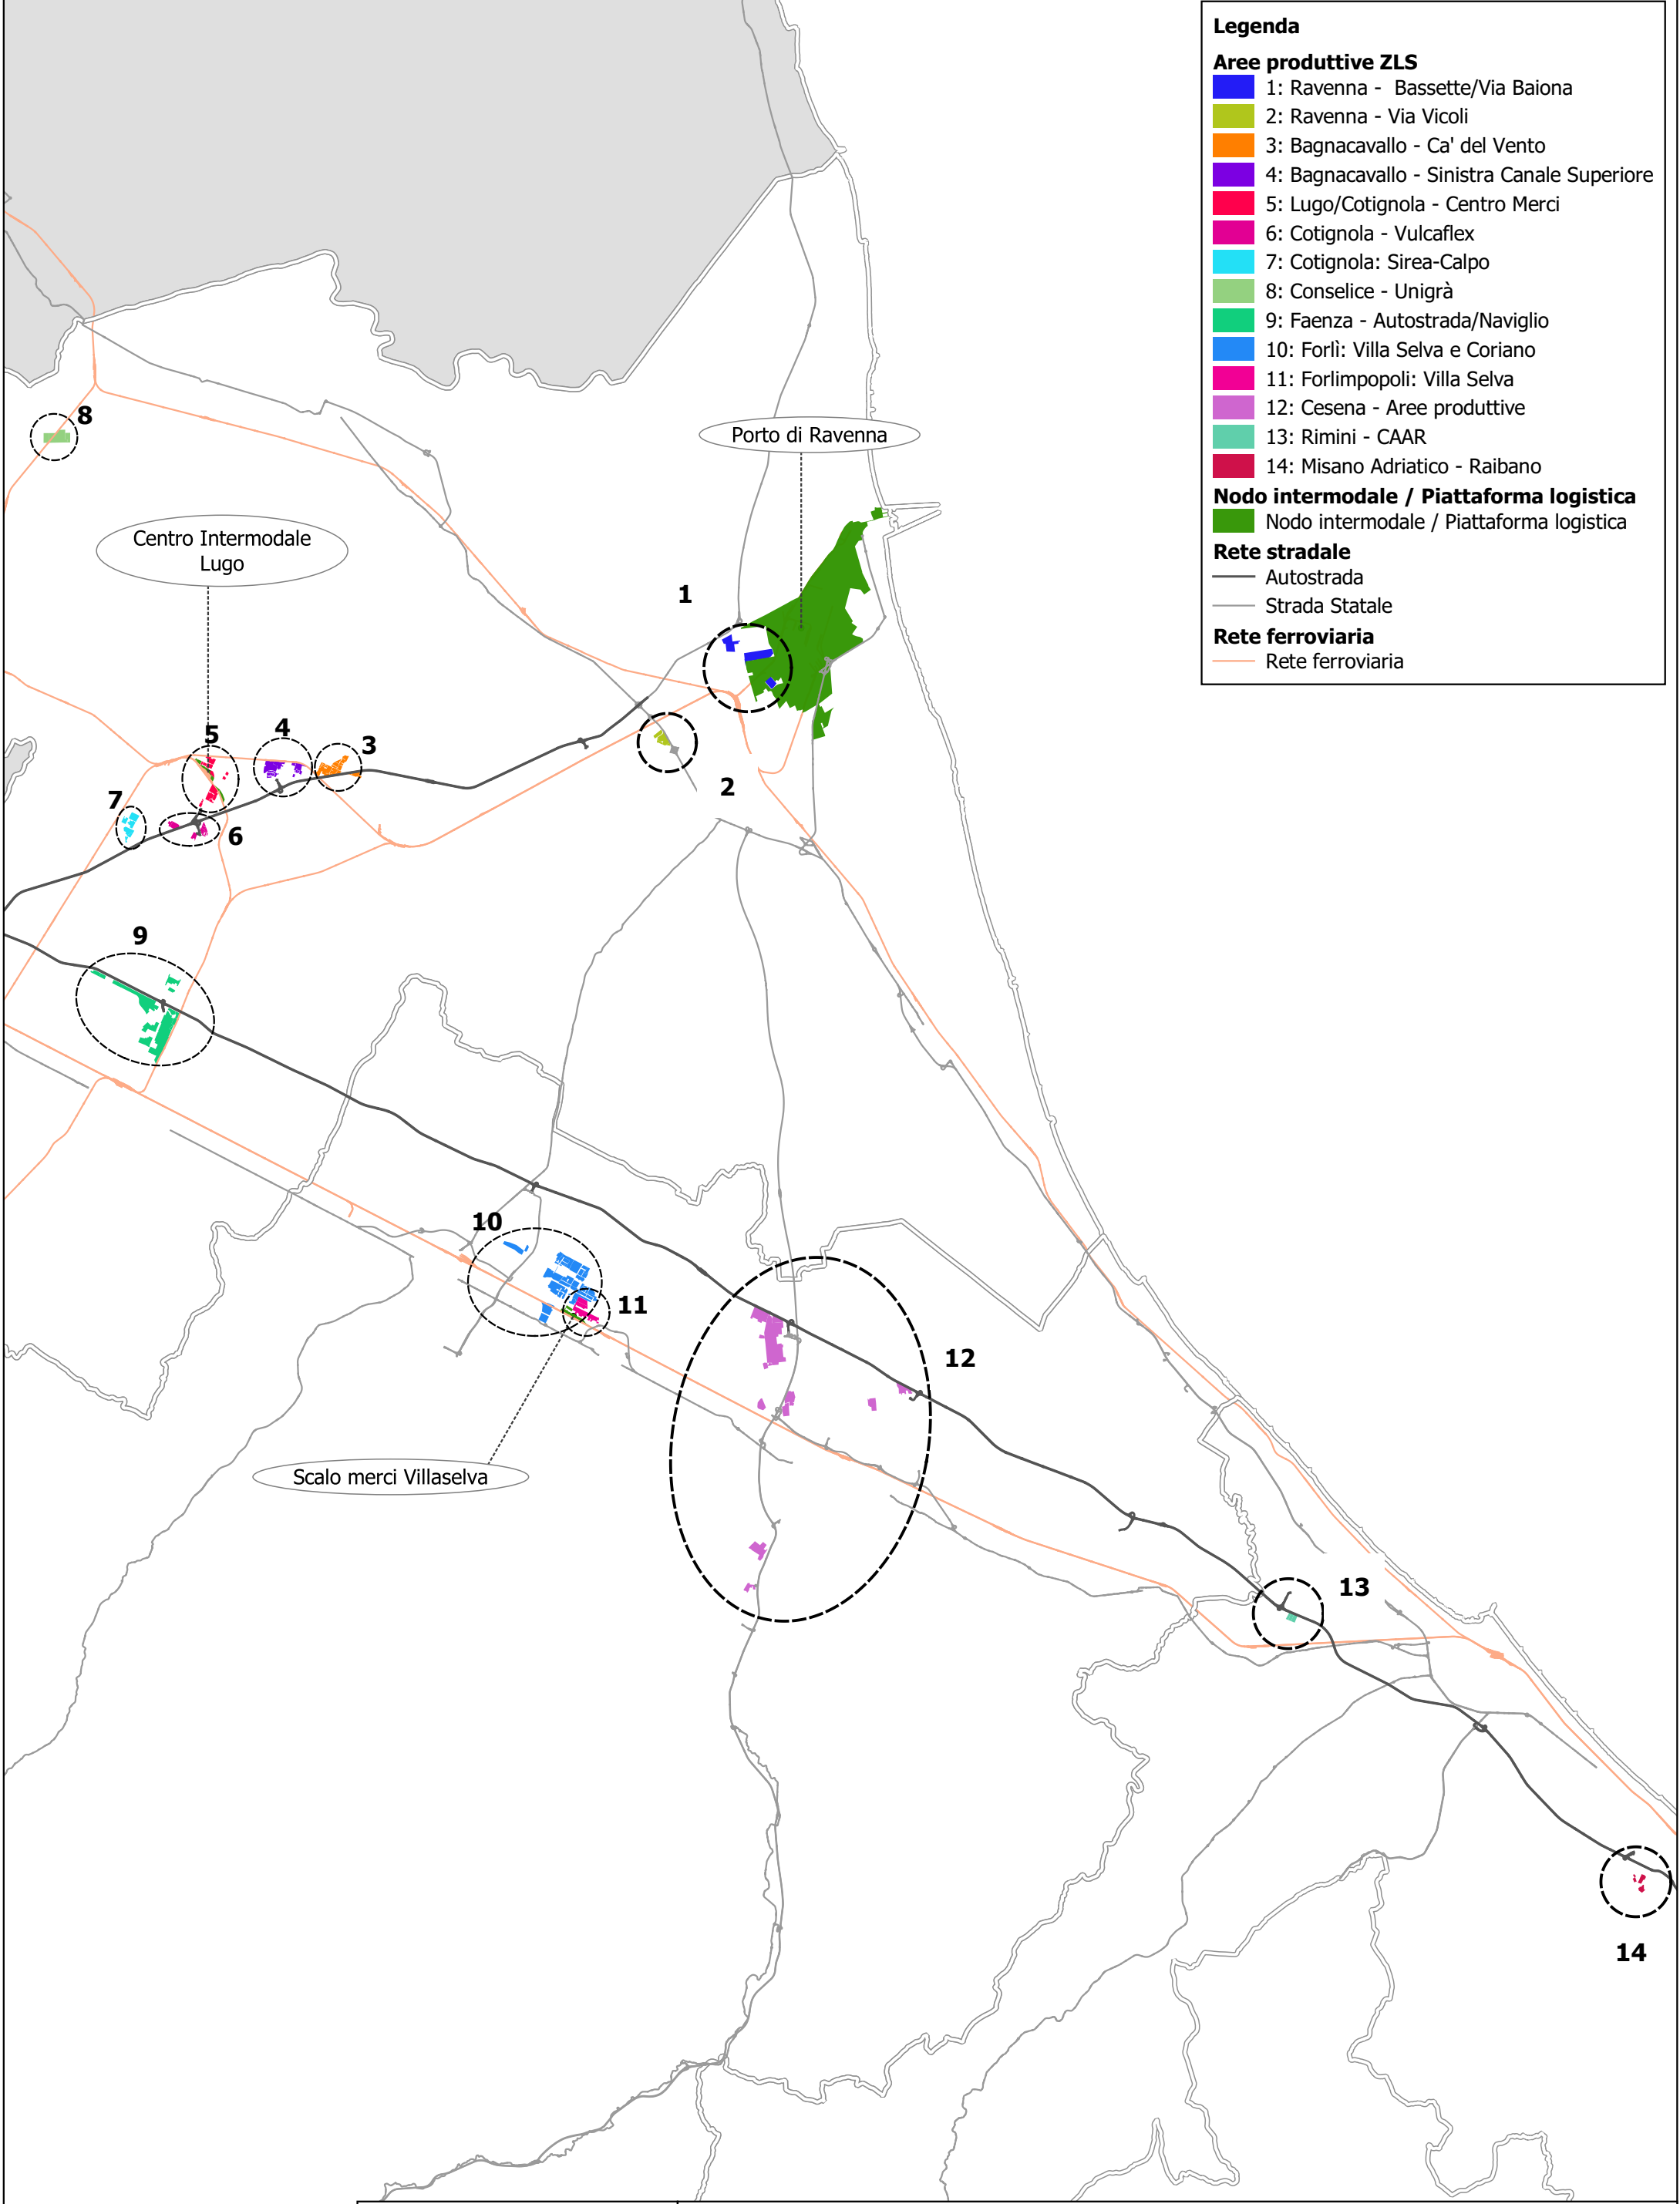 Legenda
Aree produttive ZLS
1: Ravenna - Bassette/Via Baiona
2: Ravenna - Via Vicoli
3: Bagnacavallo - Ca' del Vento
4: Bagnacavallo - Sinistra Canale Superiore
5: Lugo/Cotignola - Centro Merci
6: Cotignola - Vulcaflex
7: Cotignola: Sirea-Calpo
8: Conselice - Unigrà
9: Faenza - Autostrada/Naviglio
10: Forlì: Villa Selva e Coriano
11: Forlimpopoli: Villa Selva
12: Cesena - Aree produttive
13: Rimini - CAAR
14: Misano Adriatico - Raibano
Nodo intermodale / Piattaforma logistica
Nodo intermodale / Piattaforma logistica
Rete stradale
Autostrada
Strada Statale
Rete ferroviaria
Rete ferroviaria
8
Porto di Ravenna
Centro Intermodale
Lugo
1
5
4
3
2
7
6
9
10
11
12
Scalo merci Villaselva
13
14